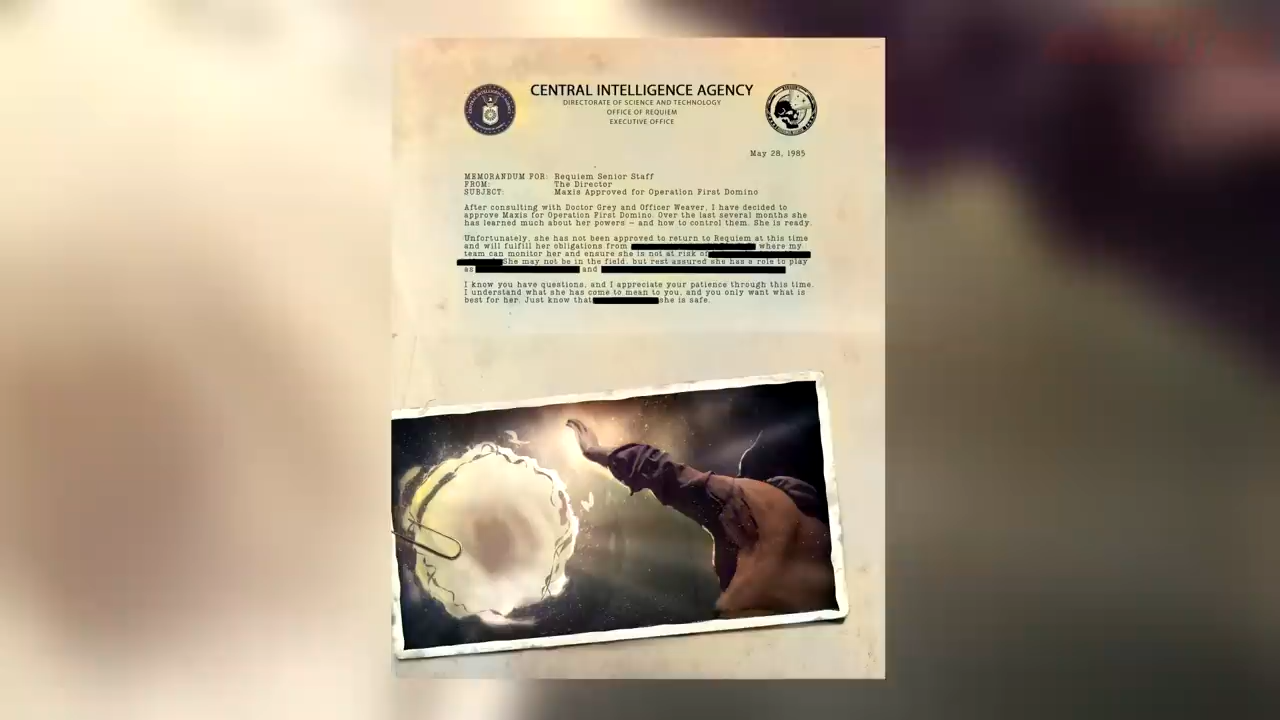 CENTRAL INTELLIGENCE AGENCY
DIRECTORATE OF SCIENCE AND TECHNOLOGY
OFFICE OF REQUIEM
EXECUTIVE OFFICE
May 28, 1985
MEMORANDUM FOR: Requiem Senior Staff
FROM: The Director
SUBJECT: Maxis Approved for Operation First Domino
After consulting with Doctor Grey and Officer Weaver, I have decided to
approve Maxis for Operation First Domino. Over the last several months she
has learned much about her powers — and how to control them. She is ready.
Unfortunately, she has not been approved to return to Requiem at this time
and will fulfill her obligations from where my
team can monitor her and ensure she is not at risk of
She may not be in the field, but rest assured she has a role to play
as and
I know you have questions, and I appreciate your patience through this time.
I understand what she has come to mean to you, and you only want what is
best for her. Just know that she is safe.